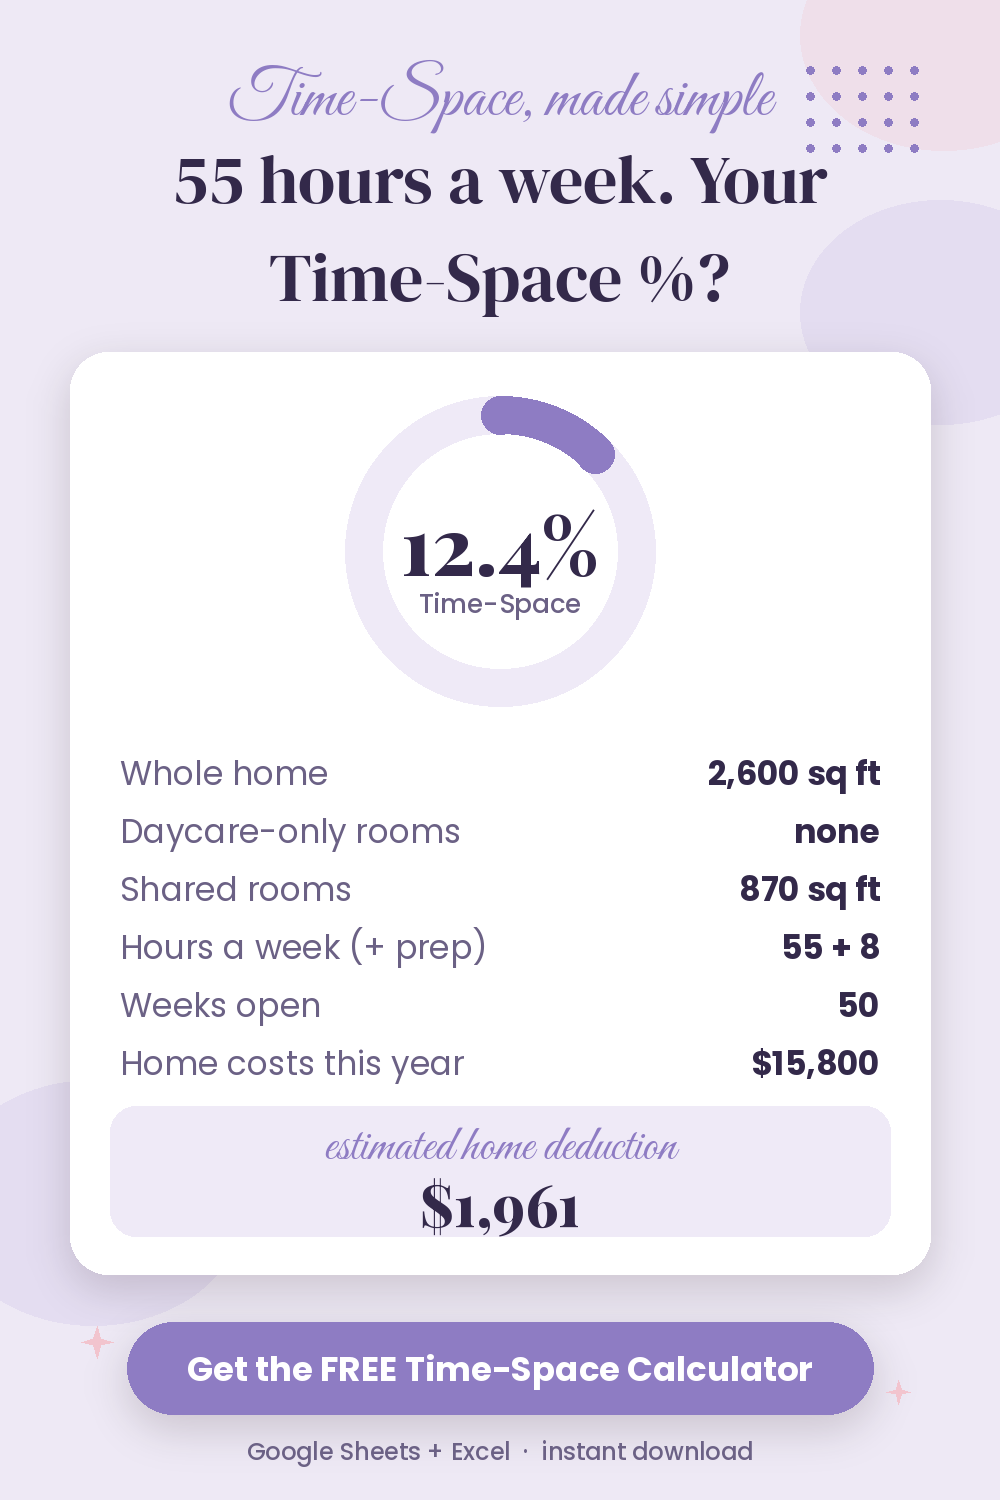 Time-Space, made simple
55 hours a week. Your
Time-Space %?
12.4%
Time-Space
Whole home 2,600 sq ft
Daycare-only rooms none
Shared rooms 870 sq ft
Hours a week (+ prep) 55 + 8
Weeks open 50
Home costs this year $15,800
estimated home deduction
$1,961
Get the FREE Time-Space Calculator
Google Sheets + Excel · instant download